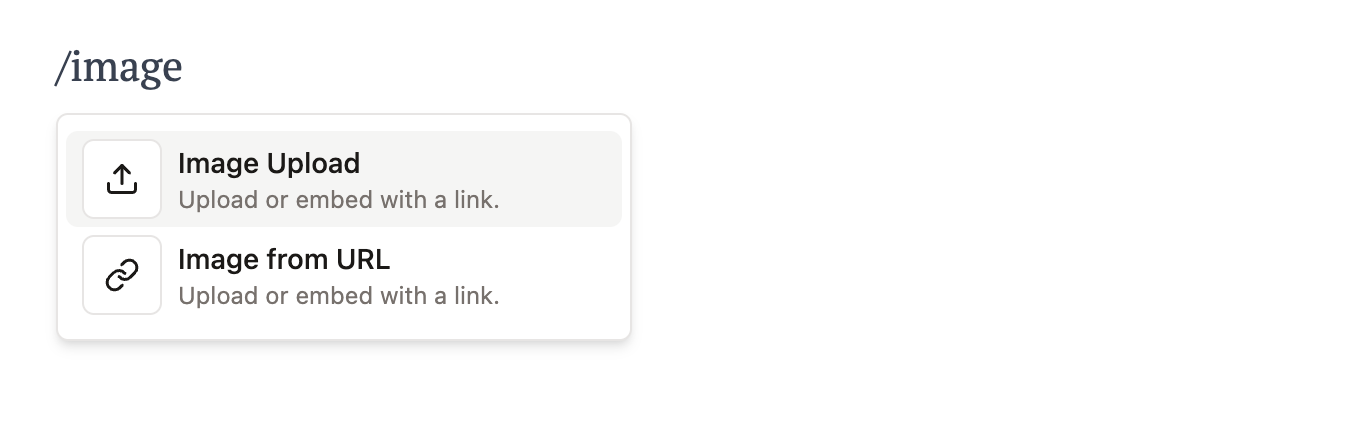 /image
Image Upload
Upload or embed with a link.
Image from URL
Upload or embed with a link.